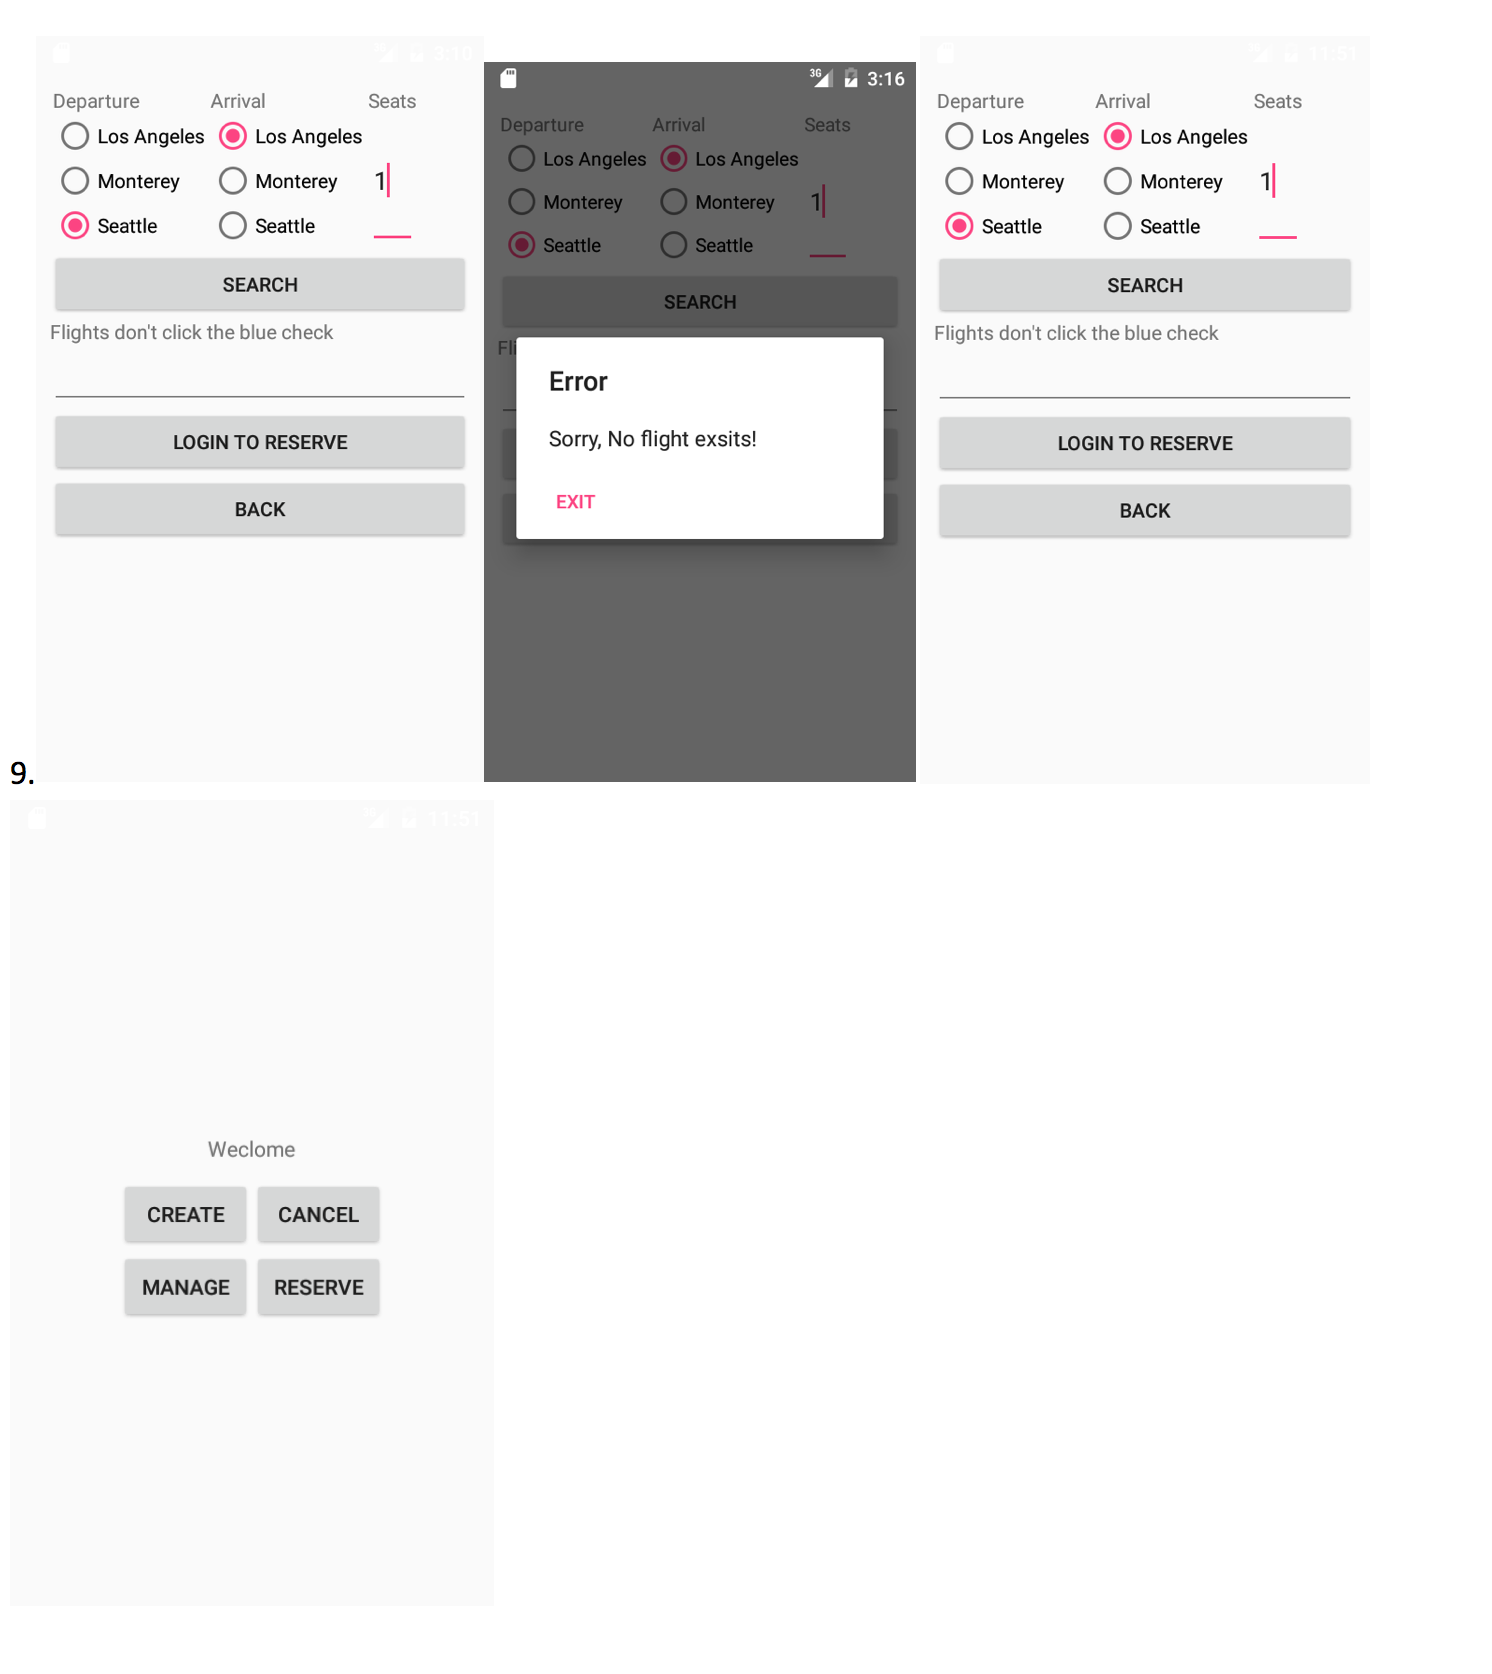 3:10
Departure Arrival Seats
Los Angeles Los Angeles
Monterey Monterey 1
Seattle Seattle
SEARCH
Flights don't click the blue check
LOGIN TO RESERVE
BACK
3G 3:16
Departure Arrival Seats
Los Angeles Los Angeles
Monterey Monterey 1
Seattle Seattle
SEARCH
Fli
Error
Sorry, No flight exsits!
EXIT
11:51
Departure Arrival Seats
Los Angeles Los Angeles
Monterey Monterey 1
Seattle Seattle
SEARCH
Flights don't click the blue check
LOGIN TO RESERVE
BACK
9.
11:51
Weclome
CREATE CANCEL
MANAGE RESERVE